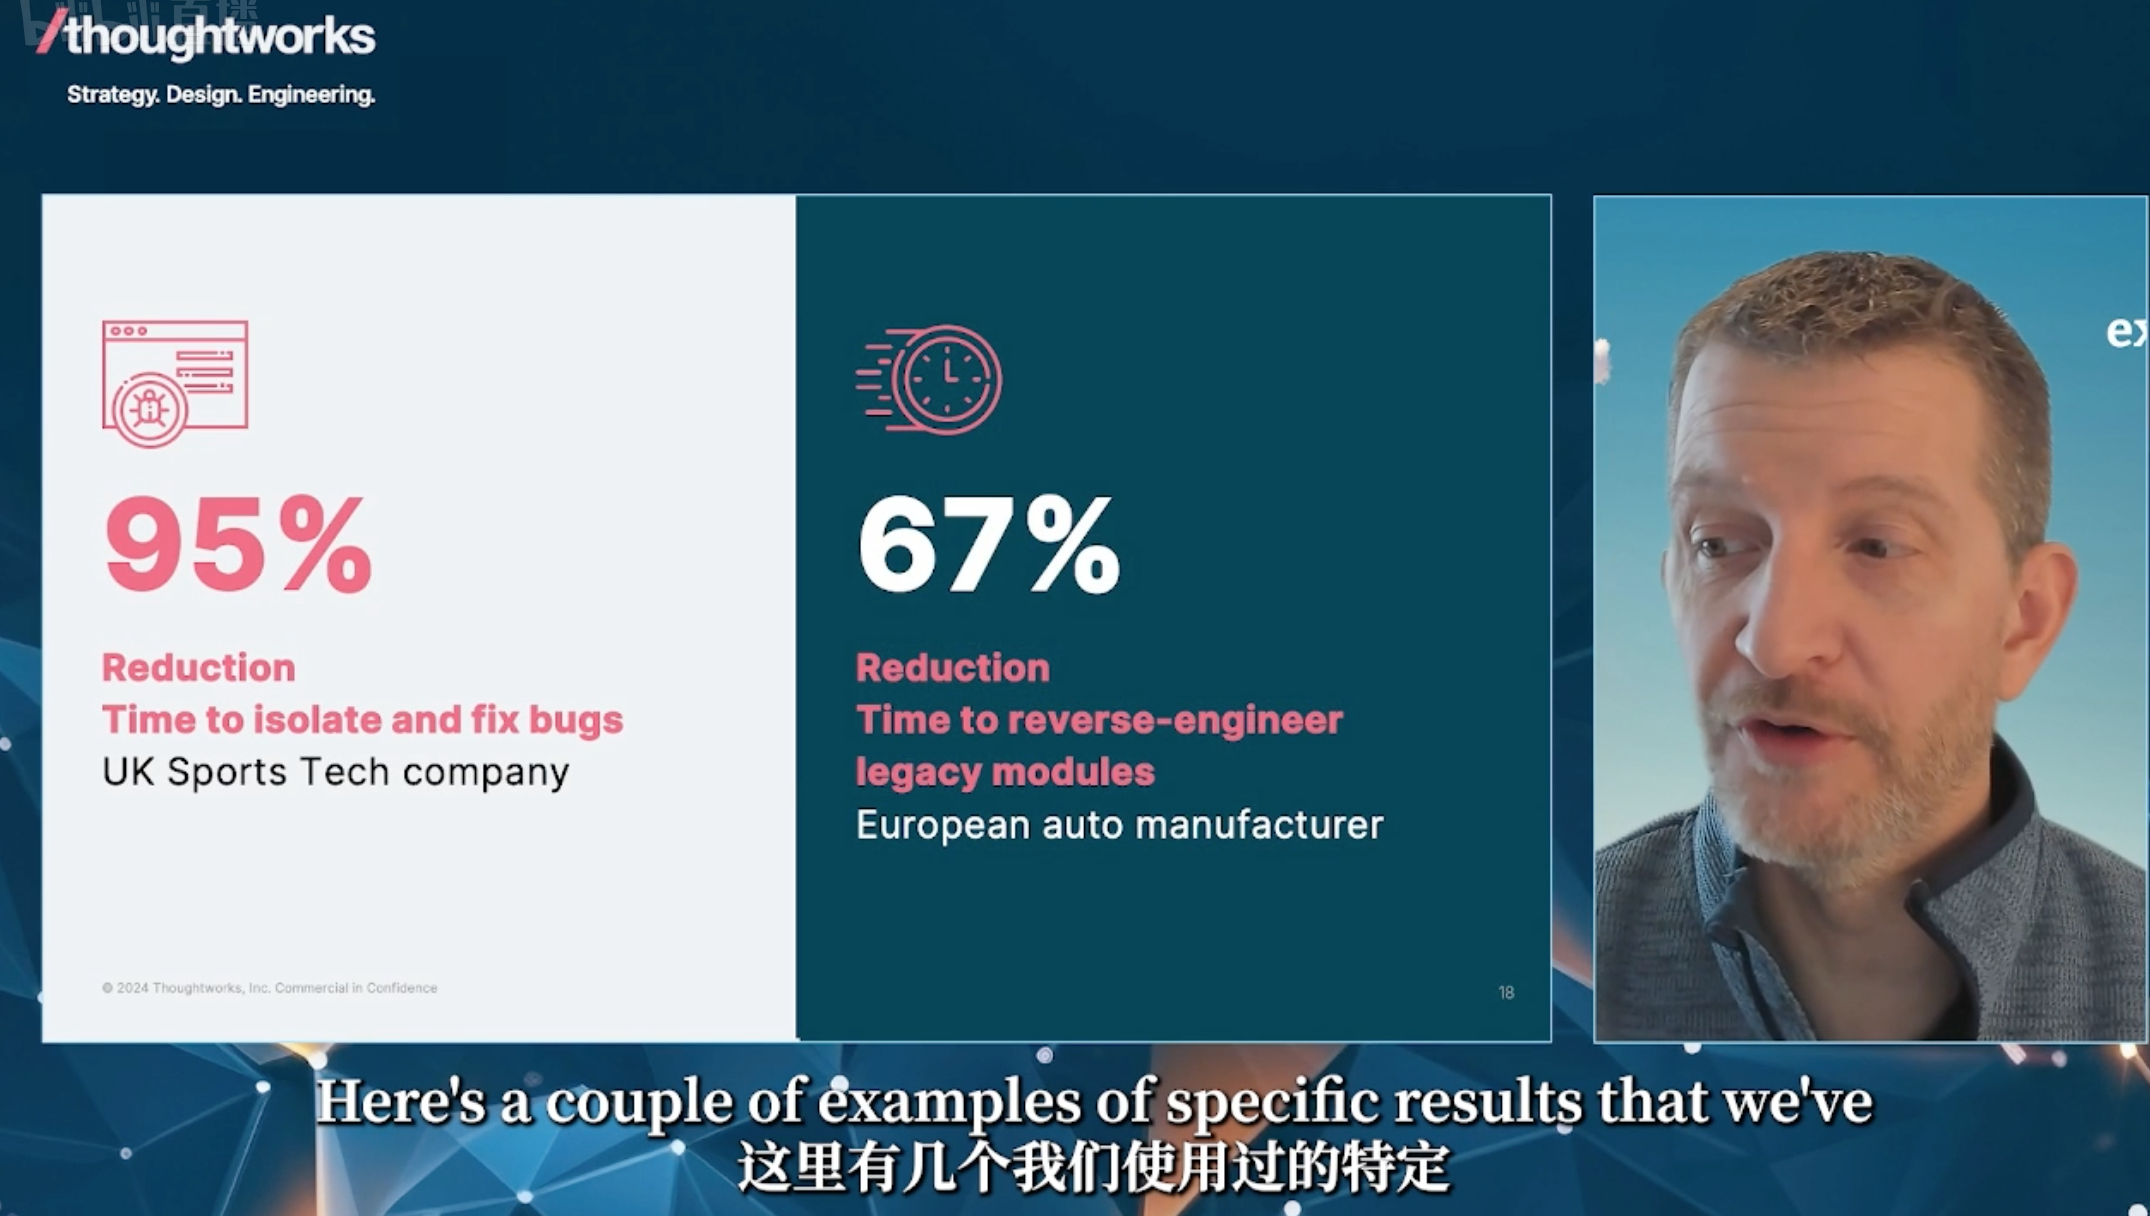 bilibili 直播
/thoughtworks
Strategy. Design. Engineering.
95%
Reduction
Time to isolate and fix bugs
UK Sports Tech company
© 2024 Thoughtworks, Inc. Commercial in Confidence
67%
Reduction
Time to reverse-engineer
legacy modules
European auto manufacturer
18
ex
Here's a couple of examples of specific results that we've
这里有几个我们使用过的特定